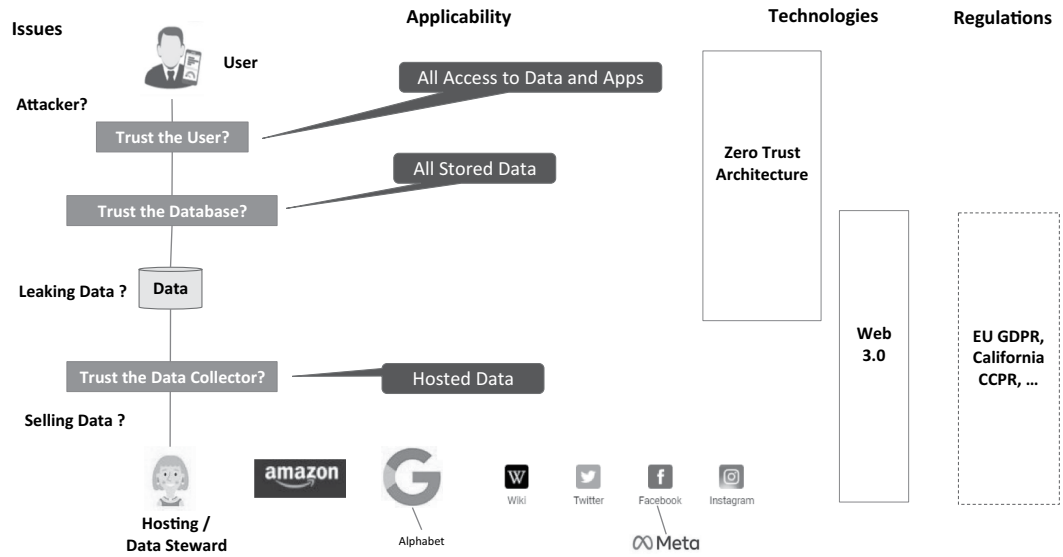 Issues
Applicability
Technologies
Regulations
User
All Access to Data and Apps
Attacker?
Trust the User?
Zero Trust
Architecture
All Stored Data
Trust the Database?
Leaking Data ?
Data
Web
3.0
EU GDPR,
California
CCPR, ...
Trust the Data Collector?
Hosted Data
Selling Data ?
amazon
G
W
f
Wiki
Twitter
Facebook
Instagram
Hosting /
Data Steward
Alphabet
Meta